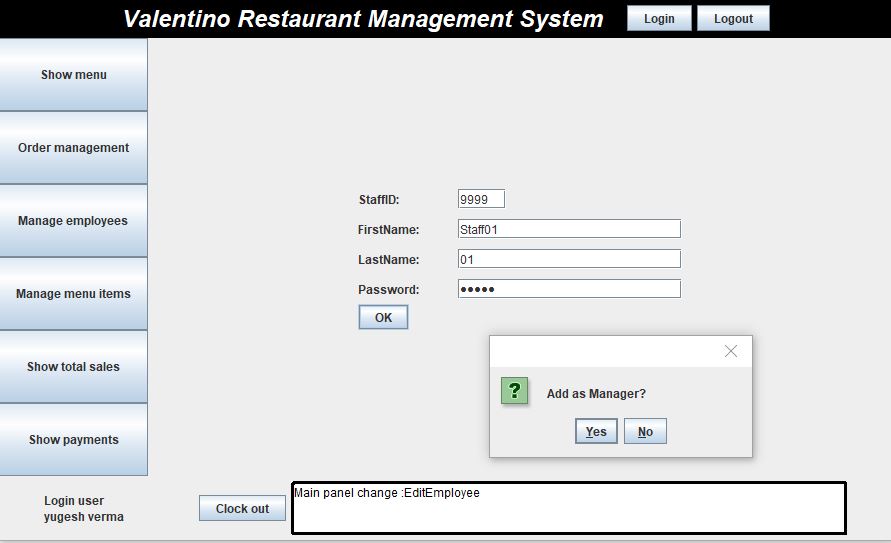 Valentino Restaurant Management System
Login
Logout
Show menu
Order management
Manage employees
Manage menu items
Show total sales
Show payments
StaffID:
9999
FirstName:
Staff01
LastName:
01
Password:
●●●●●
OK
?
Add as Manager?
Yes
No
Login user
yugesh verma
Clock out
Main panel change :EditEmployee